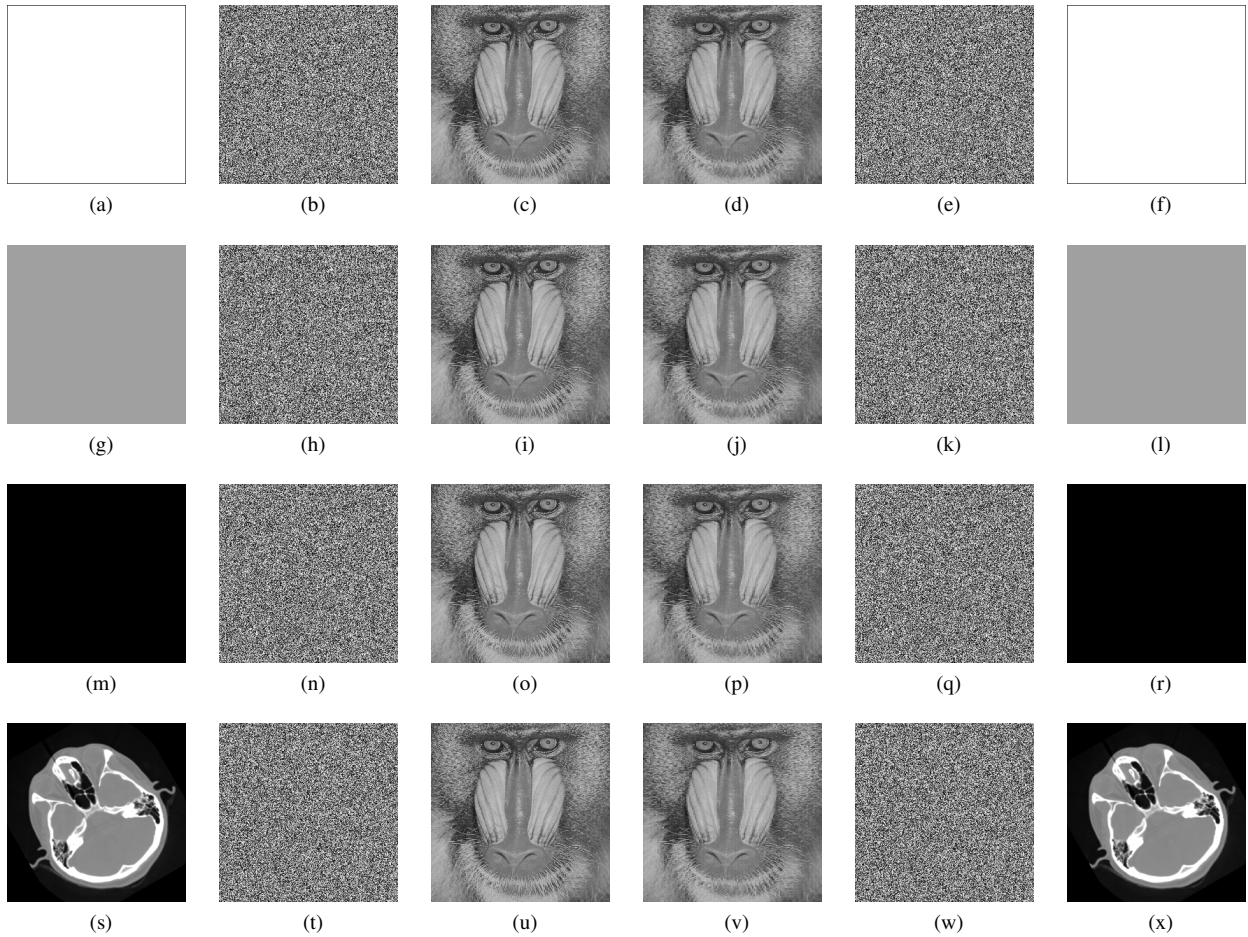 (a) (b) (c) (d) (e) (f)
(g) (h) (i) (j) (k) (l)
(m) (n) (o) (p) (q) (r)
(s) (t) (u) (v) (w) (x)